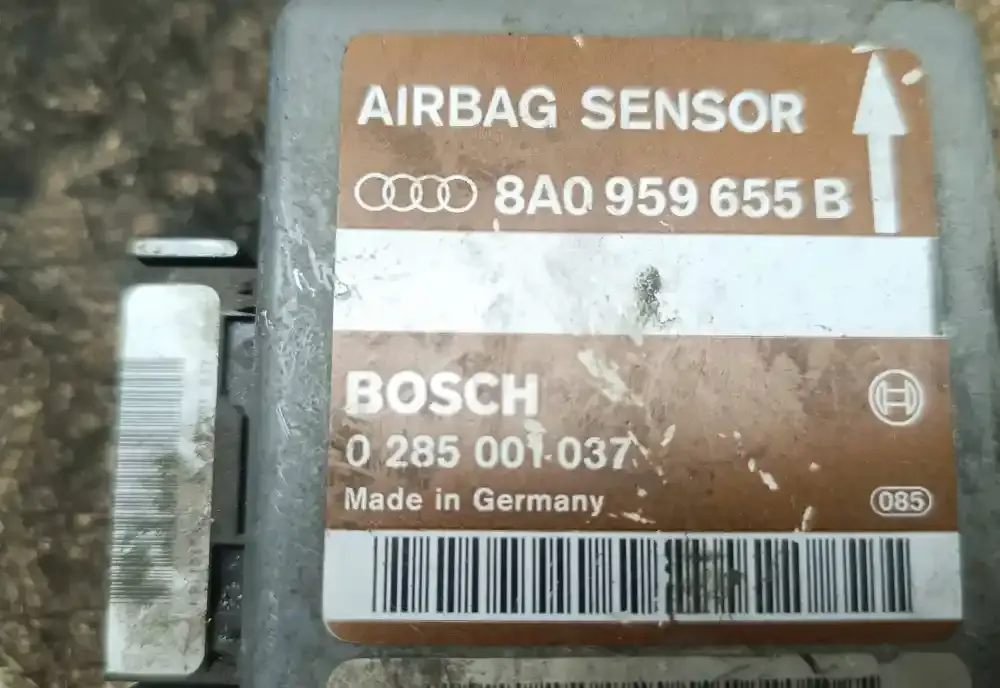 AIRBAG SENSOR
8A0 959 655 B
BOSCH
0 285 001 037
Made in Germany
085